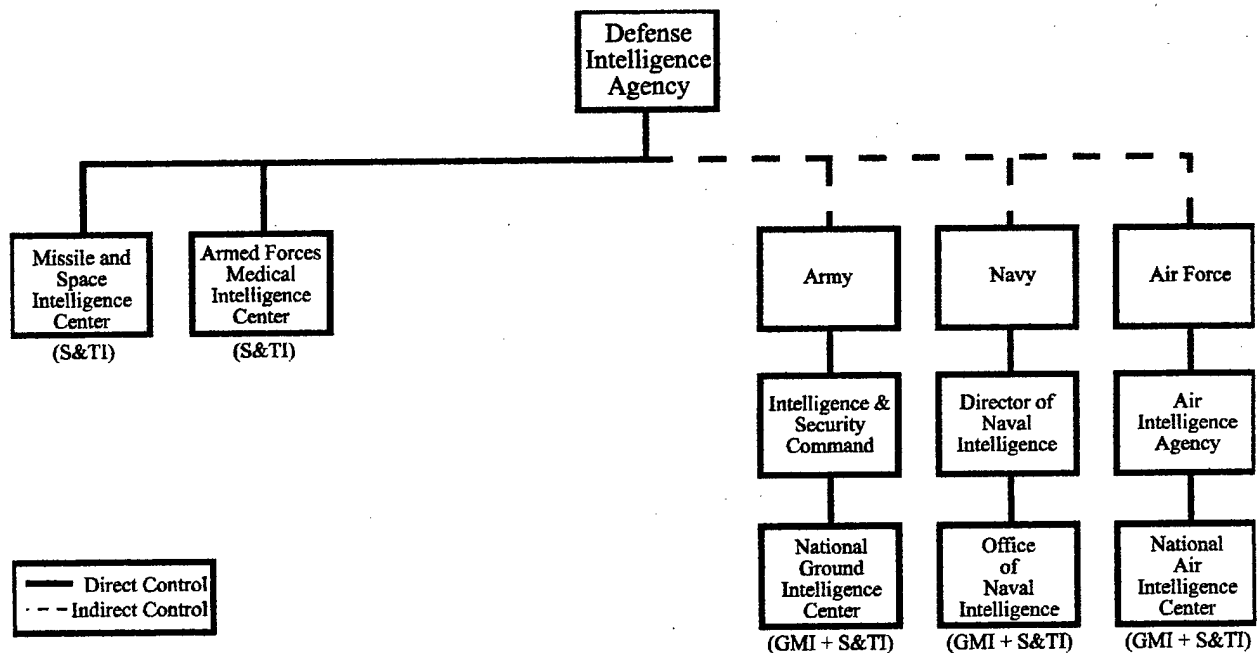 Defense
Intelligence
Agency
Missile and
Space
Intelligence
Center
(S&TI)
Armed Forces
Medical
Intelligence
Center
(S&TI)
Army
Navy
Air Force
Intelligence &
Security
Command
Director of
Naval
Intelligence
Air
Intelligence
Agency
National
Ground
Intelligence
Center
(GMI + S&TI)
Office
of
Naval
Intelligence
(GMI + S&TI)
National
Air
Intelligence
Center
(GMI + S&TI)
Direct Control
Indirect Control